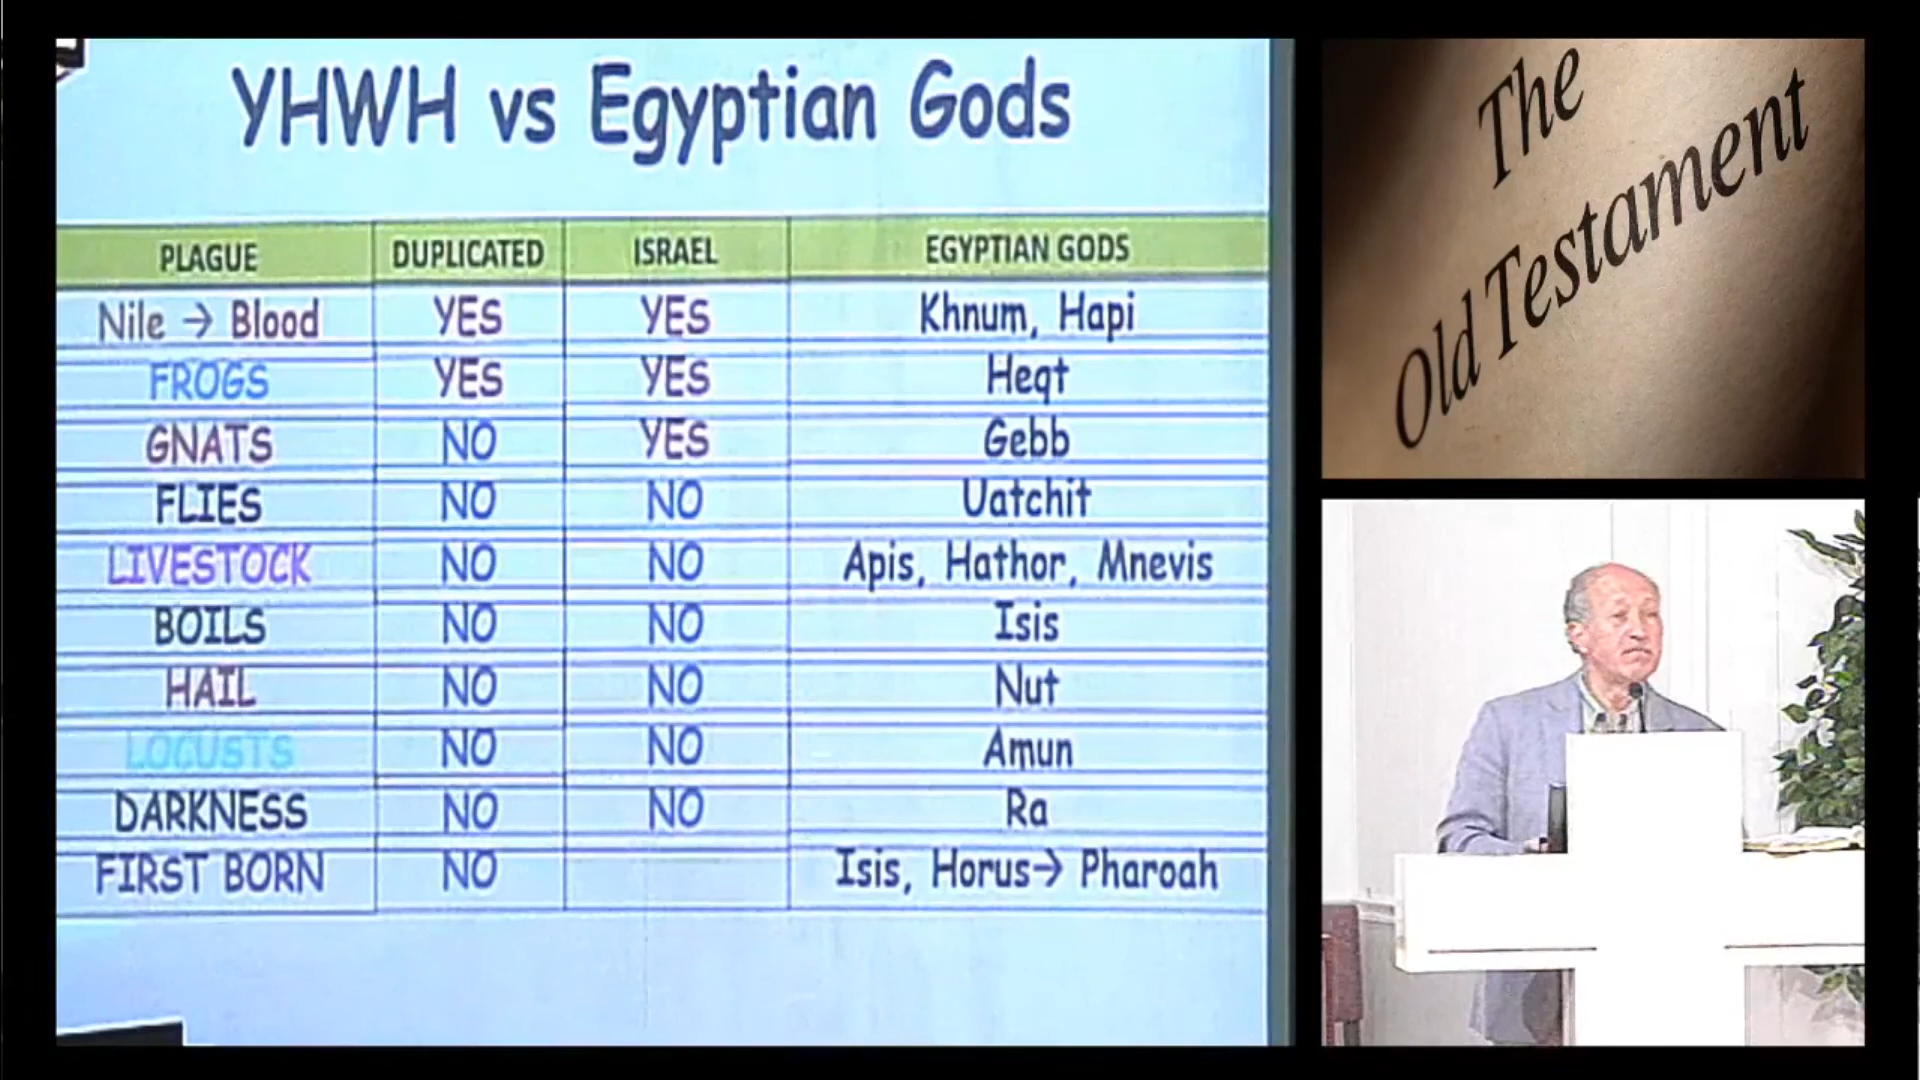 YHWH vs Egyptian Gods
PLAGUE DUPLICATED ISRAEL EGYPTIAN GODS
Nile → Blood YES YES Khnum, Hapi
FROGS YES YES Heqt
GNATS NO YES Gebb
FLIES NO NO Uatchit
LIVESTOCK NO NO Apis, Hathor, Mnevis
BOILS NO NO Isis
HAIL NO NO Nut
LOCUSTS NO NO Amun
DARKNESS NO NO Ra
FIRST BORN NO Isis, Horus→ Pharoah
The
Old Testament